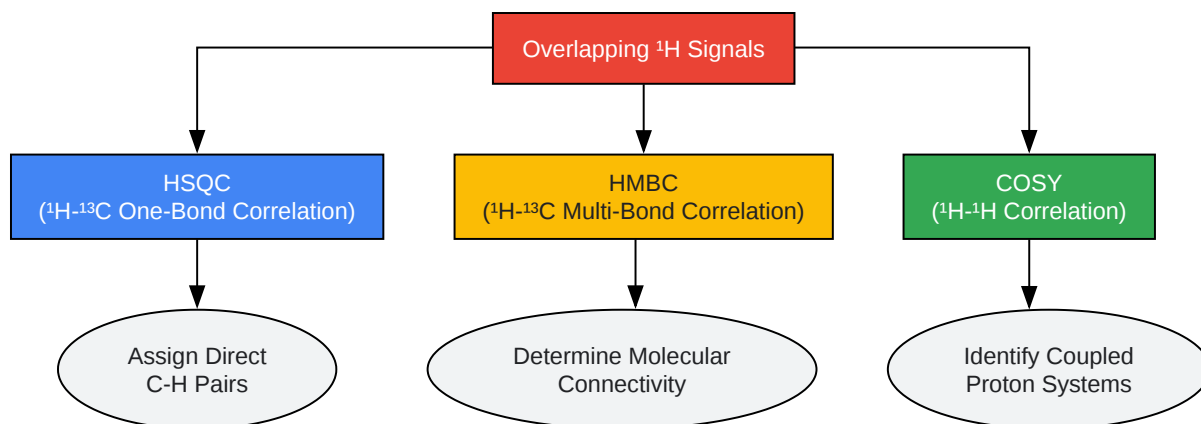 Overlapping ¹H Signals
HSQC
(¹H-¹³C One-Bond Correlation)
HMBC
(¹H-¹³C Multi-Bond Correlation)
COSY
(¹H-¹H Correlation)
Assign Direct
C-H Pairs
Determine Molecular
Connectivity
Identify Coupled
Proton Systems